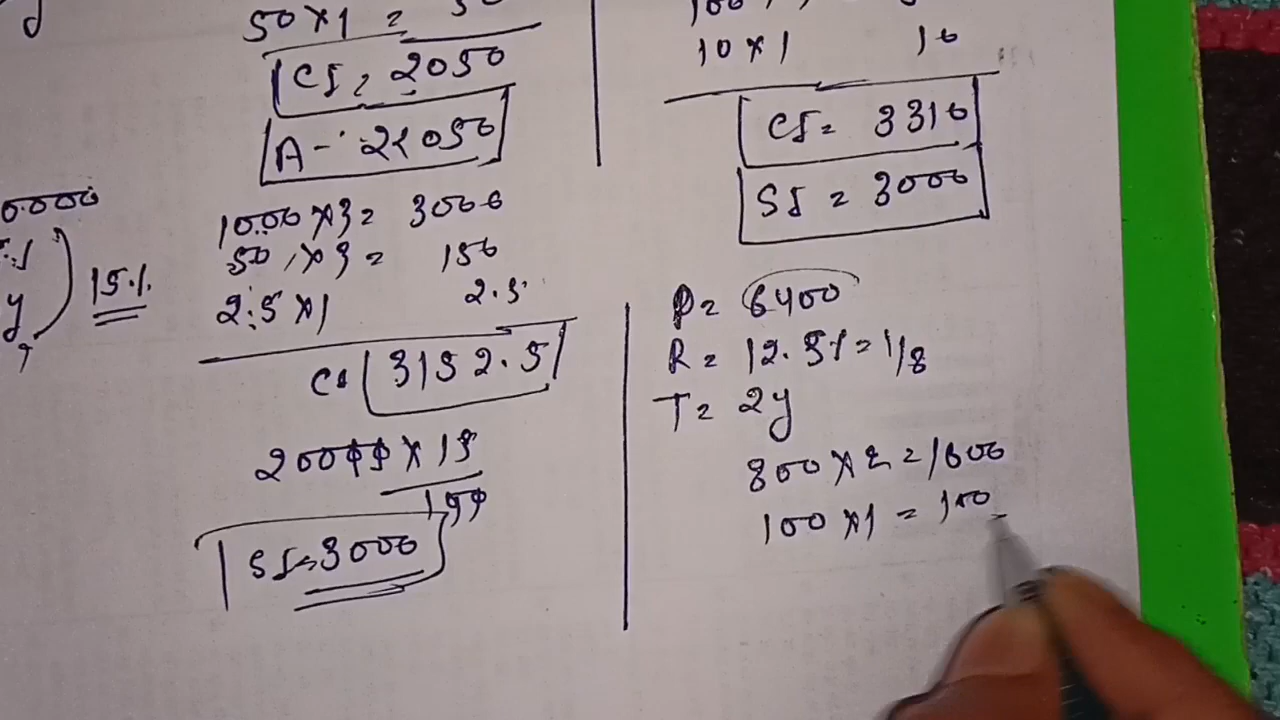 50 x 1 =
CI = 2050
A - 22050
0.000
y
15%
1000 x 3 = 3000
50 x 3 = 150
2.5 x 1 2.5
CI 3152.5
20000 x 15
100
SI = 3000
10 x 1 10
CI = 3310
SI = 3000
P = 6400
R = 12.5% = 1/8
T = 2y
800 x 2 = 1600
100 x 1 = 100